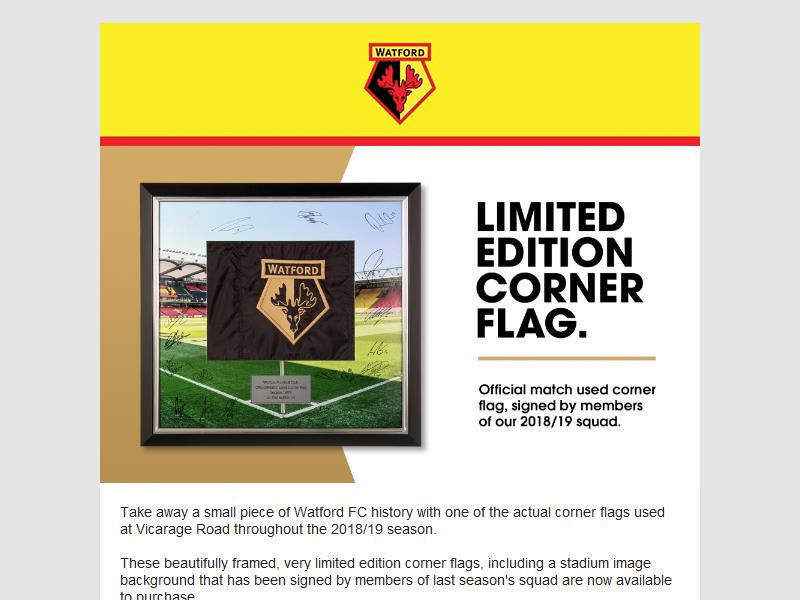 WATFORD
LIMITED
EDITION
CORNER
FLAG.
WATFORD
Official match used corner
flag, signed by members
of our 2018/19 squad.
Take away a small piece of Watford FC history with one of the actual corner flags used
at Vicarage Road throughout the 2018/19 season.
These beautifully framed, very limited edition corner flags, including a stadium image
background that has been signed by members of last season's squad are now available
to purchase